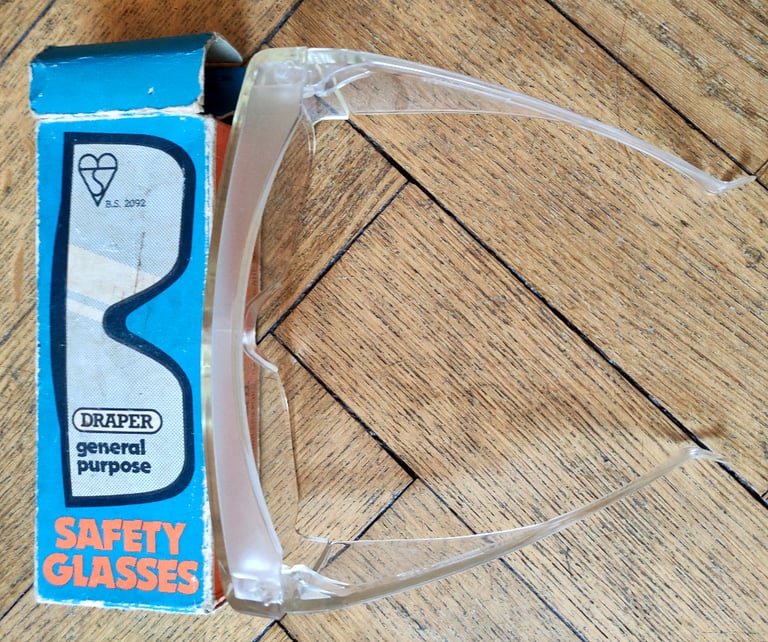 B.S. 2092
DRAPER
general
purpose
SAFETY
GLASSES